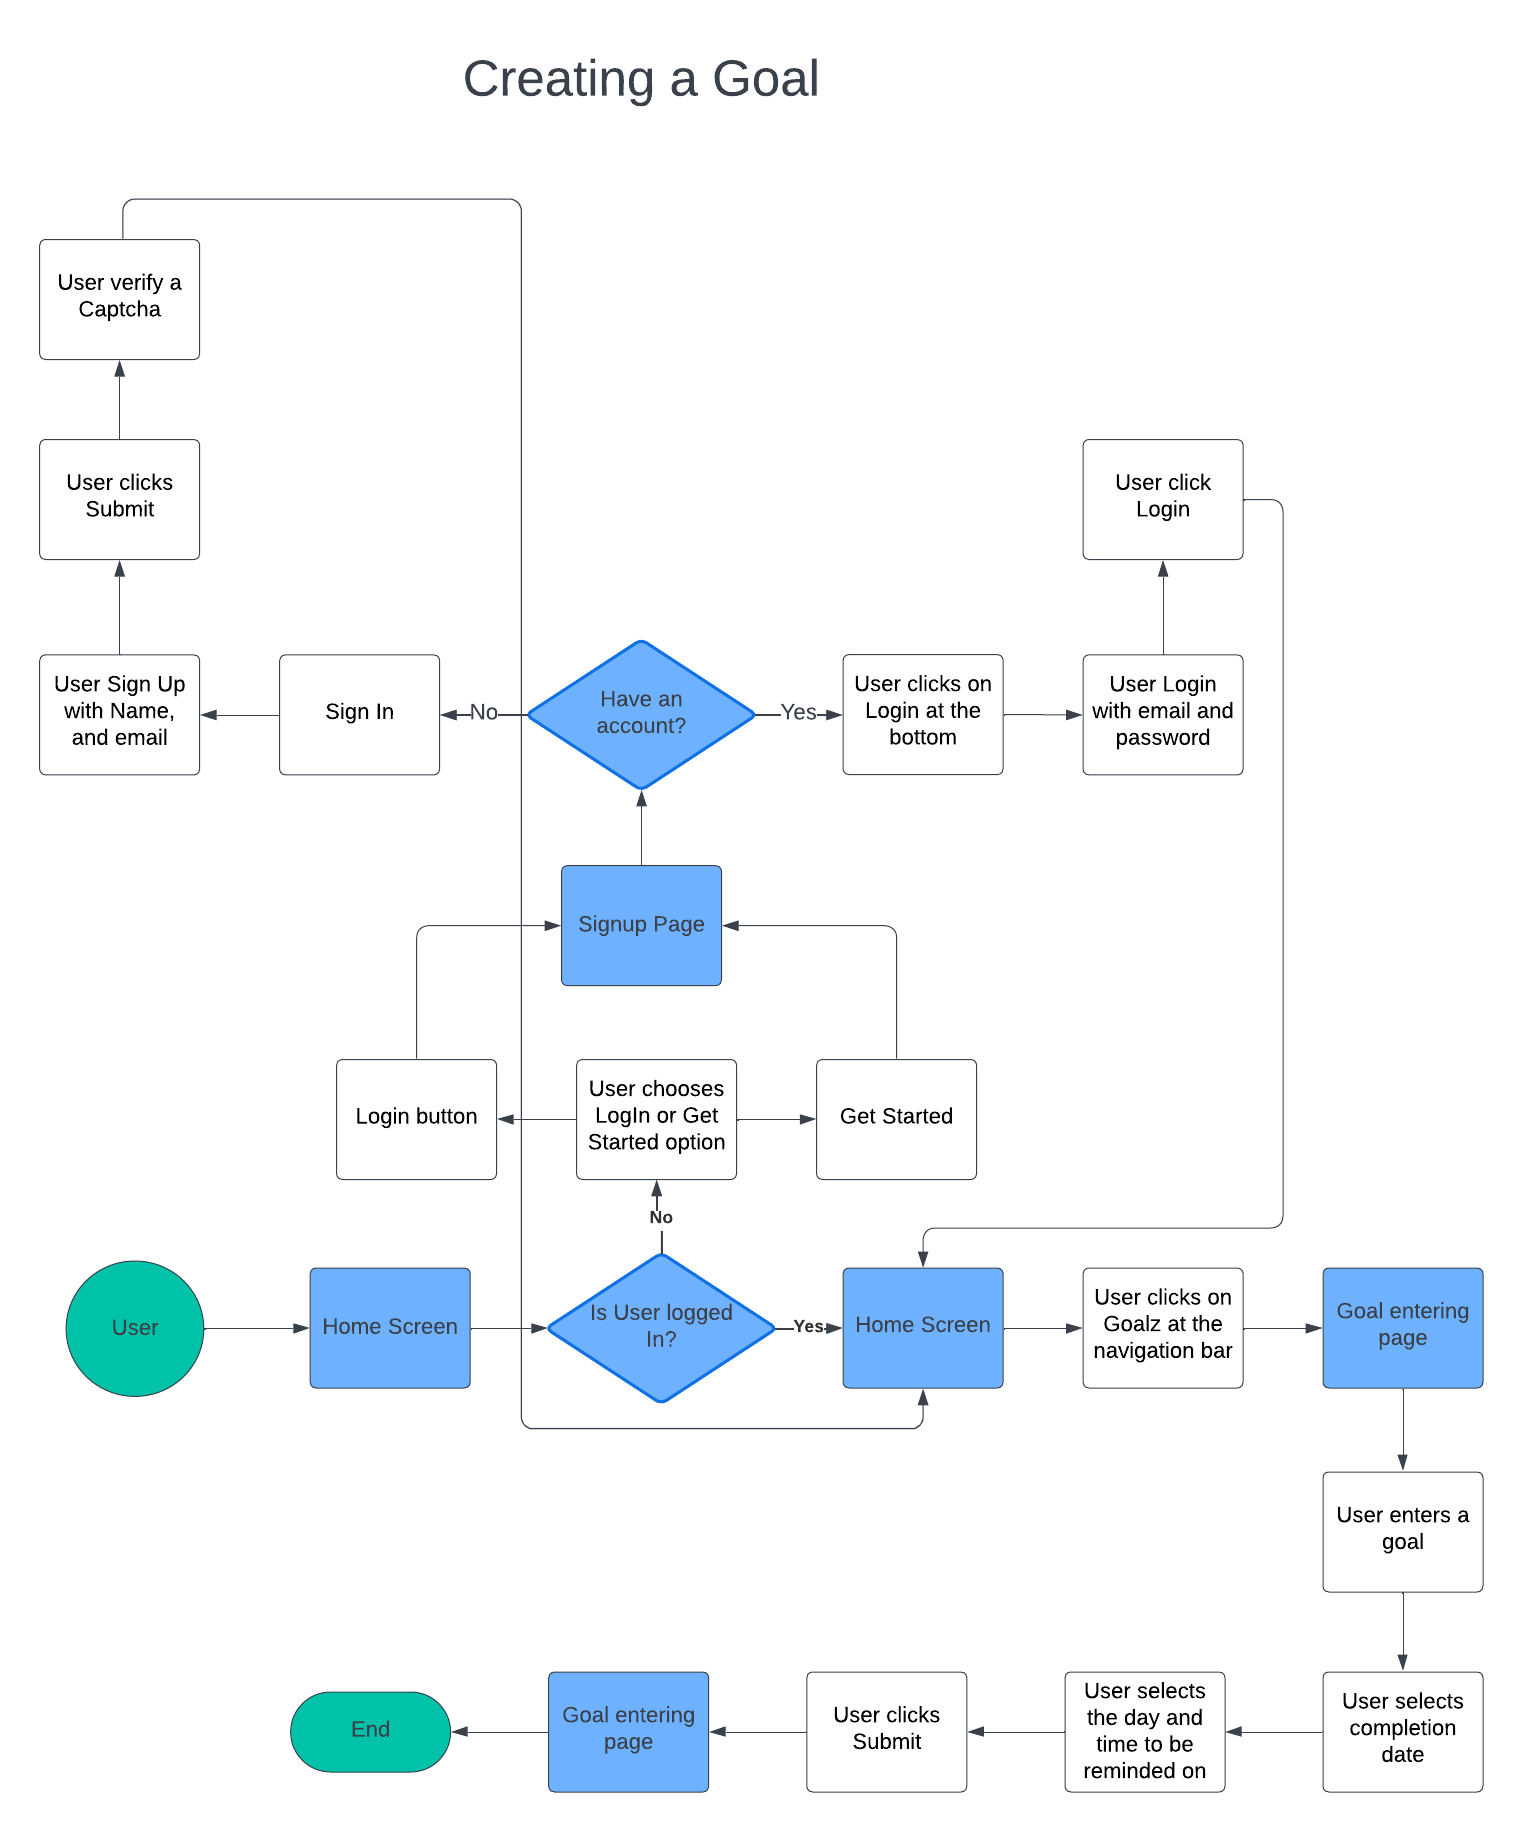 Creating a Goal
User verify a
Captcha
User clicks
Submit
User click
Login
User Sign Up
with Name,
and email
Sign In
No
Have an
account?
Yes
User clicks on
Login at the
bottom
User Login
with email and
password
Signup Page
Login button
User chooses
LogIn or Get
Started option
Get Started
No
User
Home Screen
Is User logged
In?
Yes
Home Screen
User clicks on
Goalz at the
navigation bar
Goal entering
page
User enters a
goal
End
Goal entering
page
User clicks
Submit
User selects
the day and
time to be
reminded on
User selects
completion
date